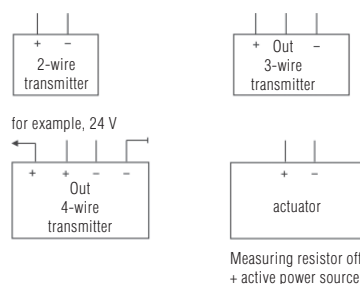 + –
2-wire
transmitter
+ Out –
3-wire
transmitter
for example, 24 V
+ + – –
Out
4-wire
transmitter
+ –
actuator
Measuring resistor off
+ active power source